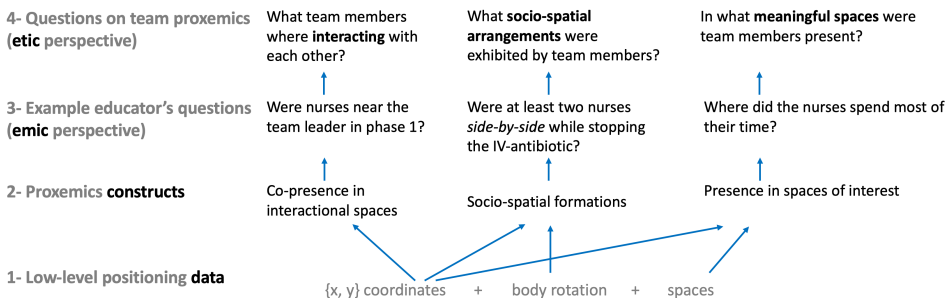 4- Questions on team proxemics
(etic perspective)
What team members
where interacting with
each other?
What socio-spatial
arrangements were
exhibited by team members?
In what meaningful spaces were
team members present?
3- Example educator's questions
(emic perspective)
Were nurses near the
team leader in phase 1?
Were at least two nurses
side-by-side while stopping
the IV-antibiotic?
Where did the nurses spend most of
their time?
2- Proxemics constructs
Co-presence in
interactional spaces
Socio-spatial formations
Presence in spaces of interest
1- Low-level positioning data
{x, y} coordinates + body rotation + spaces